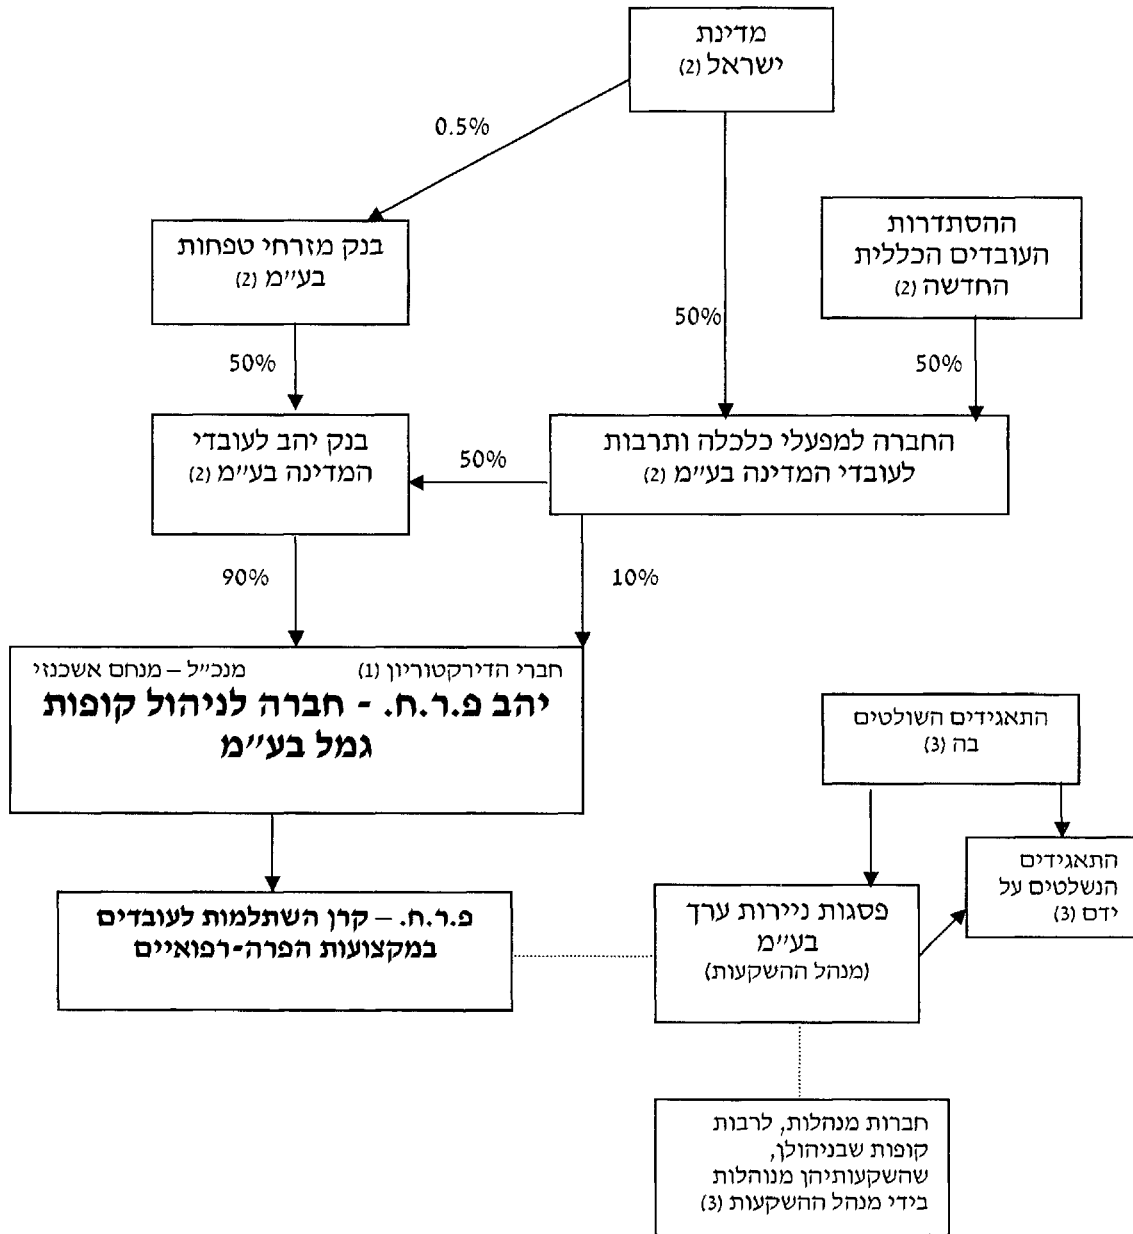 מדינת
ישראל (2)
0.5%
בנק מזרחי טפחות
בע״מ (2)
ההסתדרות
העובדים הכללית
החדשה (2)
50%
50%
50%
בנק יהב לעובדי
המדינה בע״מ (2)
50%
החברה למפעלי כלכלה ותרבות
לעובדי המדינה בע״מ (2)
90%
10%
חברי הדירקטוריון (1) מנכ״ל – מנחם אשכנזי
יהב פ.ר.ח. - חברה לניהול קופות
גמל בע״מ
התאגידים השולטים
בה (3)
התאגידים
הנשלטים על
ידם (3)
פ.ר.ח. – קרן השתלמות לעובדים
במקצועות הפרה-רפואיים
פסגות ניירות ערך
בע״מ
(מנהל ההשקעות)
חברות מנהלות, לרבות
קופות שבניהולן,
שהשקעותיהן מנוהלות
בידי מנהל ההשקעות (3)